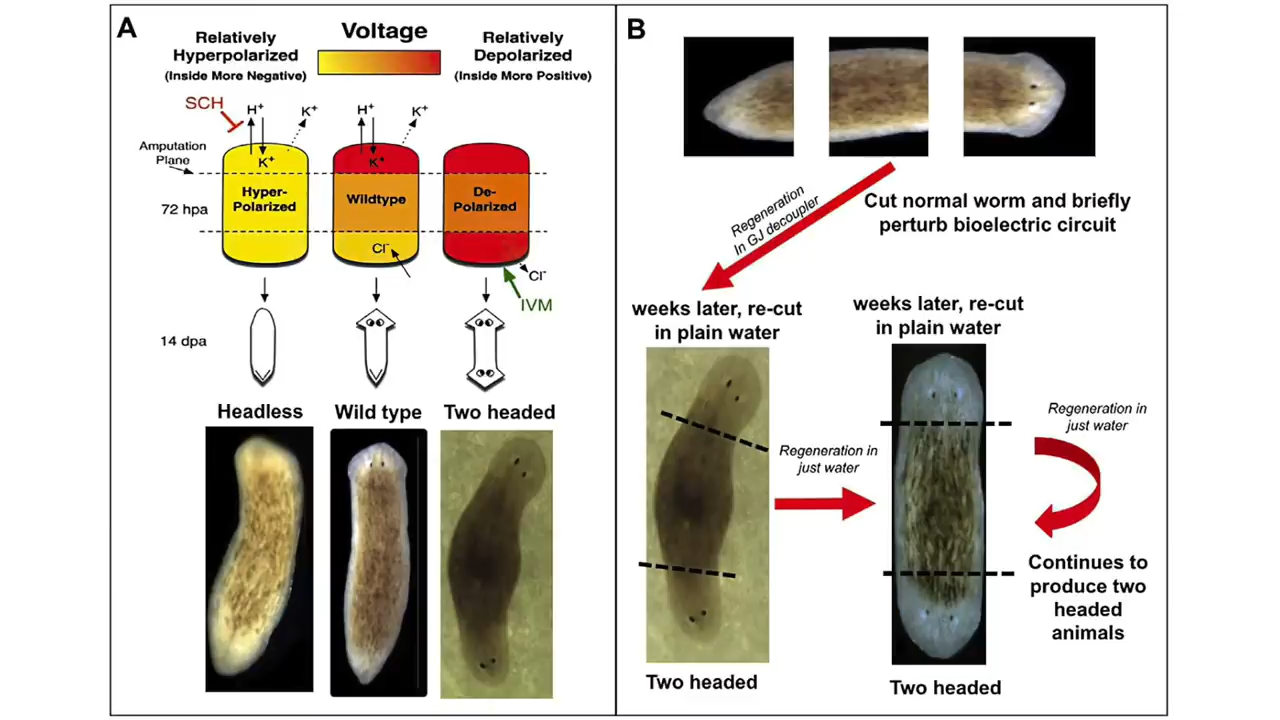 A
Voltage
Relatively
Hyperpolarized
(Inside More Negative)
Relatively
Depolarized
(Inside More Positive)
SCH
H+
K+
H+
K+
Amputation
Plane
K+
K+
Hyper-
Polarized
Wildtype
De-
Polarized
72 hpa
Cl-
Cl-
IVM
14 dpa
Headless
Wild type
Two headed
B
Cut normal worm and briefly
perturb bioelectric circuit
Regeneration
In GJ decoupler
weeks later, re-cut
in plain water
weeks later, re-cut
in plain water
Regeneration in
just water
Regeneration in
just water
Continues to
produce two
headed
animals
Two headed
Two headed